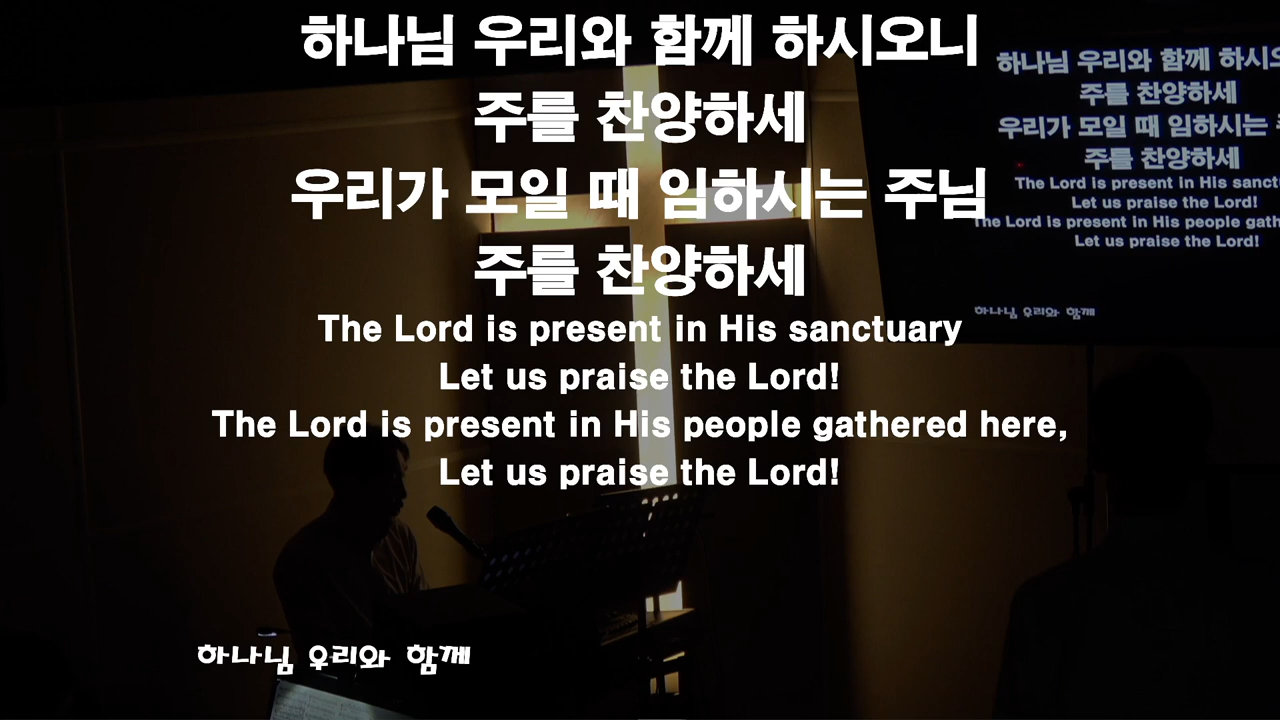 하나님 우리와 함께 하시오니
주를 찬양하세
우리가 모일 때 임하시는 주님
주를 찬양하세
The Lord is present in His sanctuary
Let us praise the Lord!
The Lord is present in His people gathered here,
Let us praise the Lord!
하나님 우리와 함께
하나님 우리와 함께 하시오
주를 찬양하세
우리가 모일 때 임하시는
주를 찬양하세
The Lord is present in His sanct
Let us praise the Lord!
The Lord is present in His people gathe
Let us praise the Lord!
하나님 우리와 함께